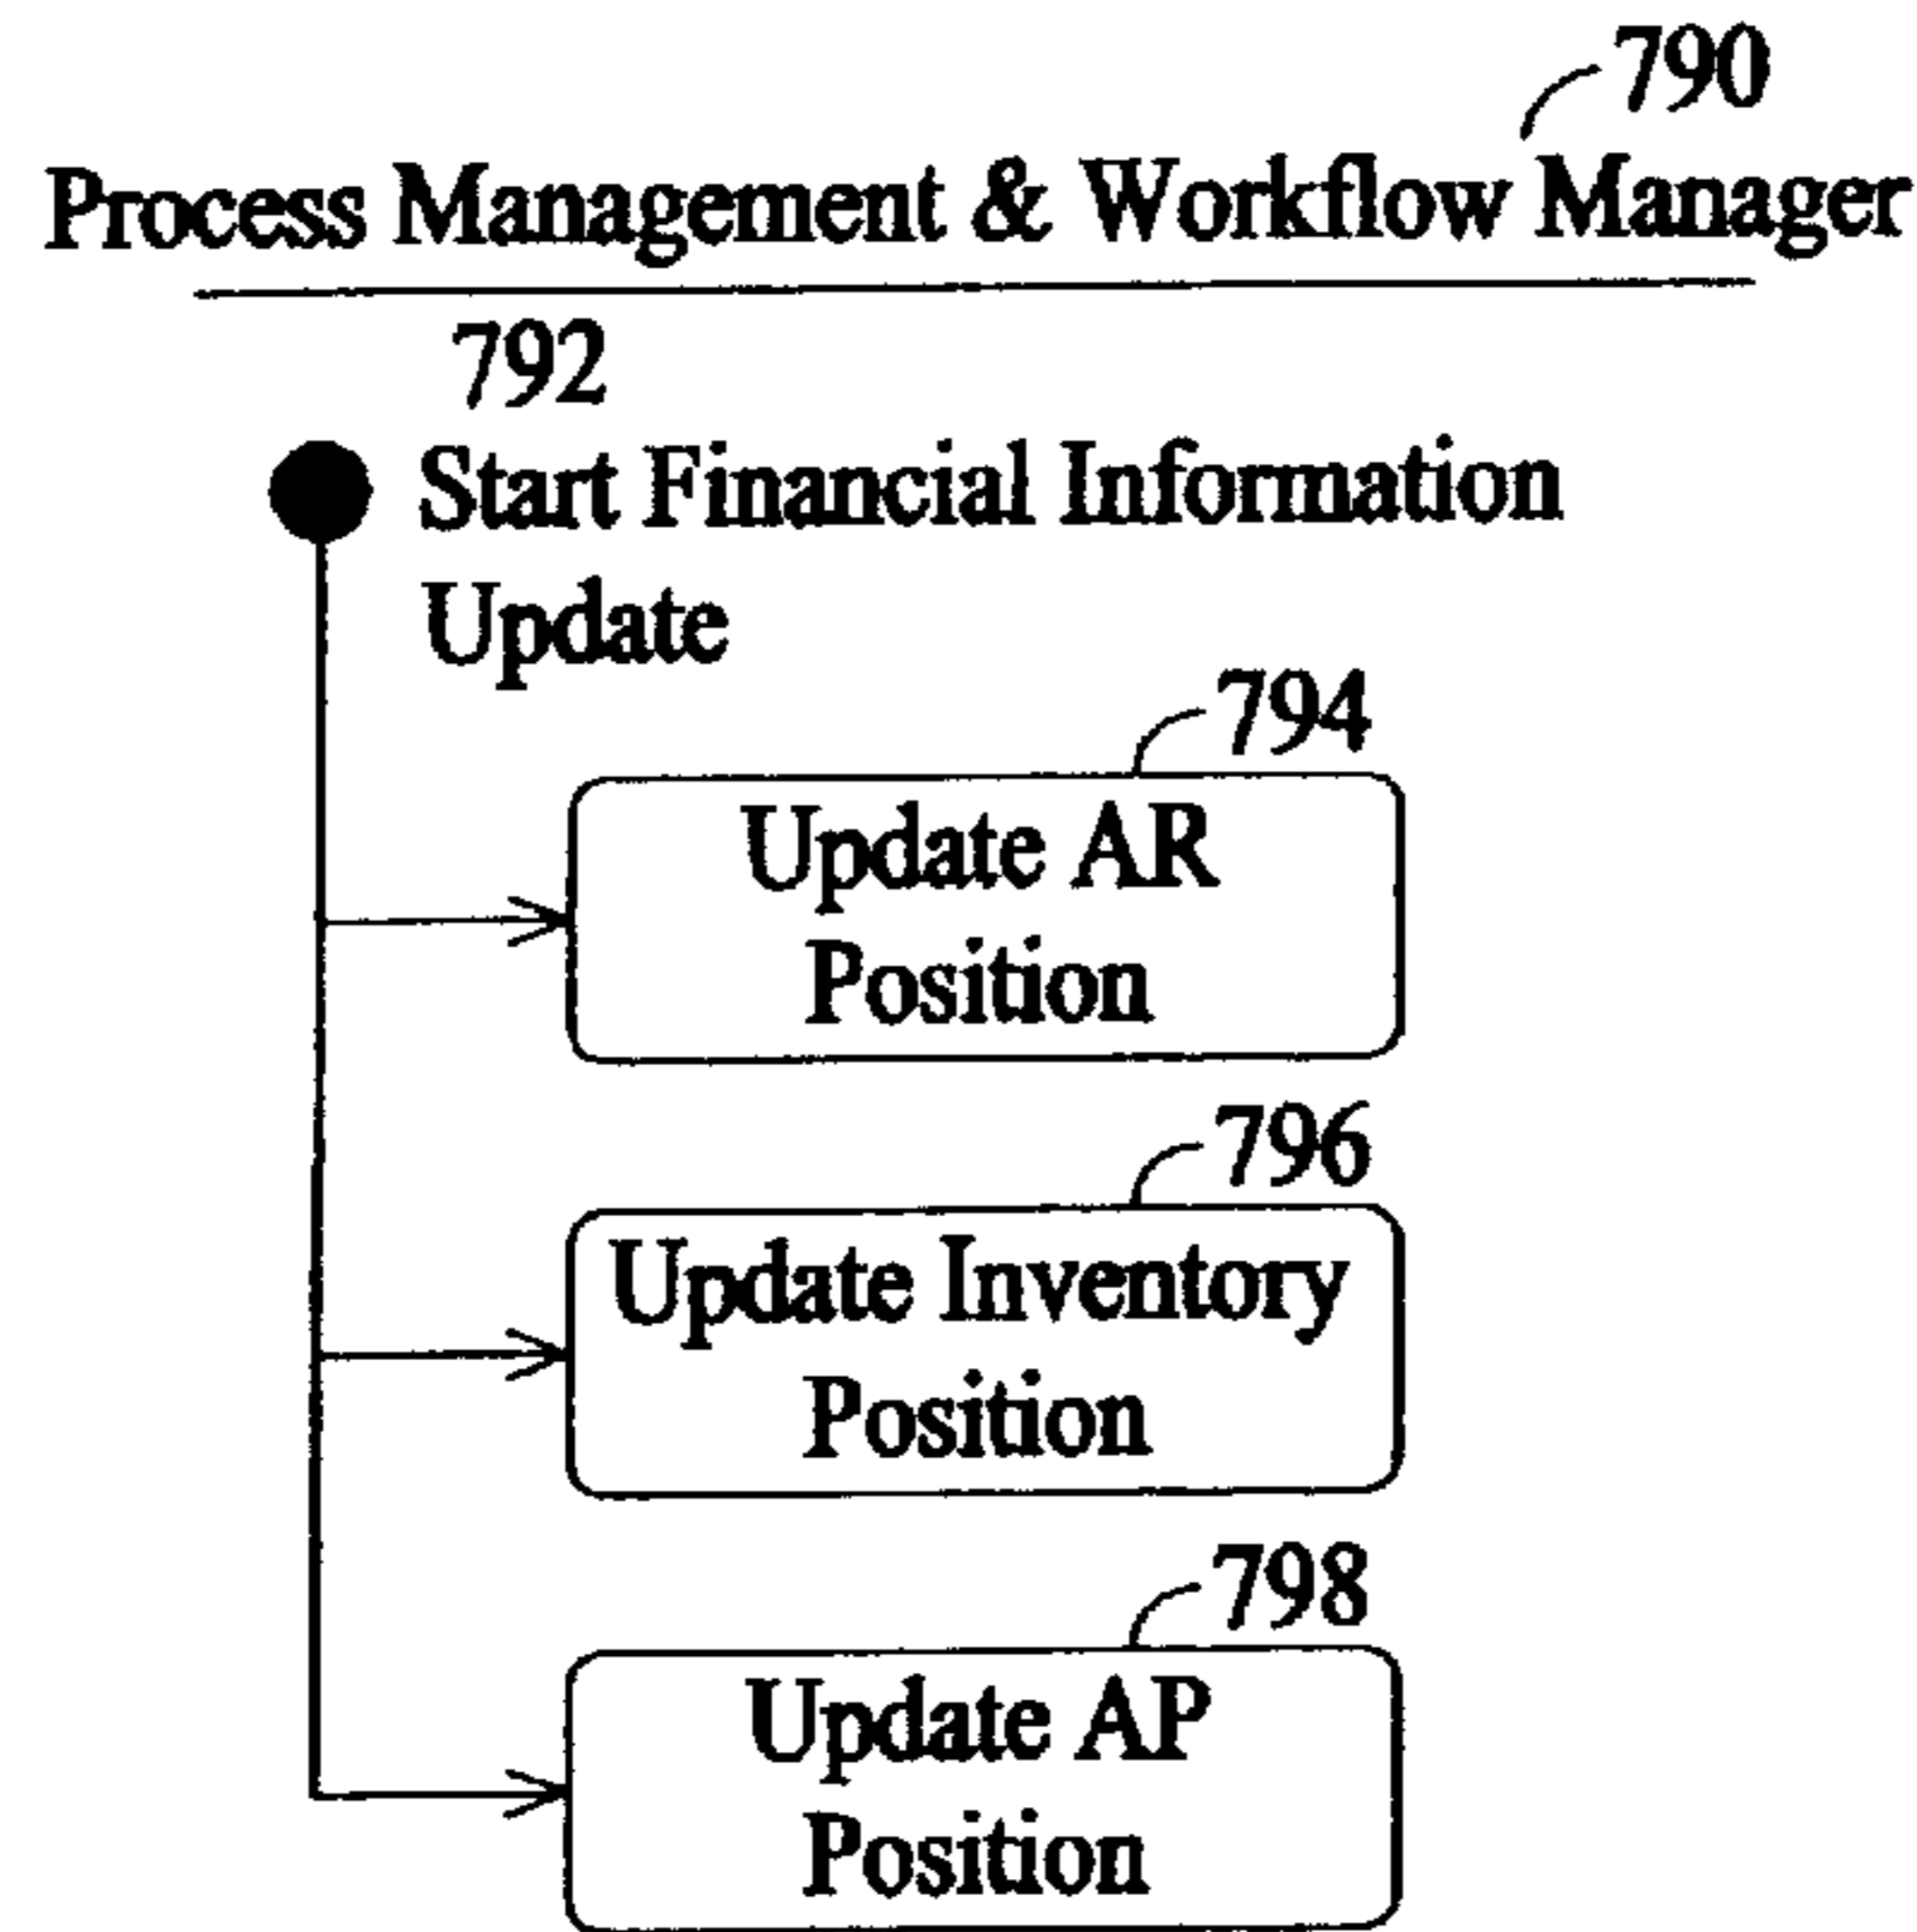 790
Process Management & Workflow Manager
792
Start Financial Information
Update
794
Update AR
Position
796
Update Inventory
Position
798
Update AP
Position